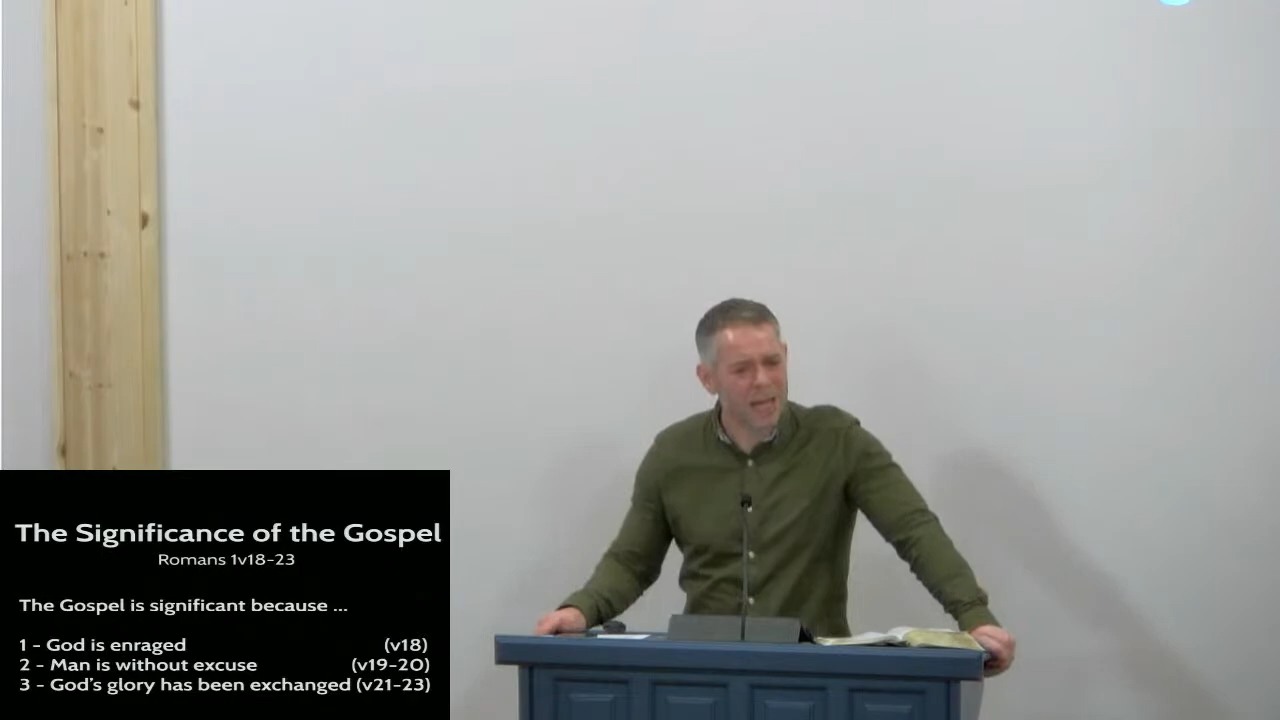 The Significance of the Gospel
Romans 1v18-23
The Gospel is significant because ...
1 - God is enraged (v18)
2 - Man is without excuse (v19-20)
3 - God's glory has been exchanged (v21-23)